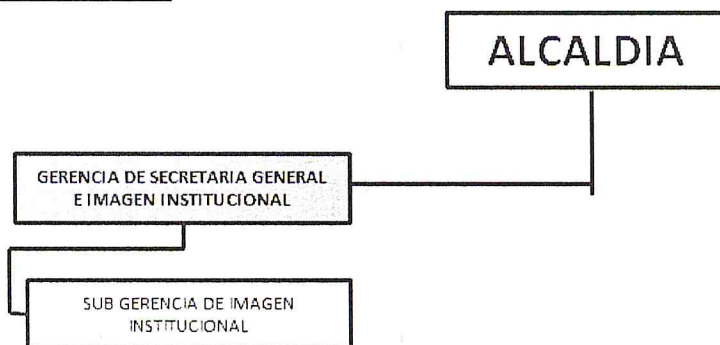 ALCALDIA
GERENCIA DE SECRETARIA GENERAL
E IMAGEN INSTITUCIONAL
SUB GERENCIA DE IMAGEN
INSTITUCIONAL